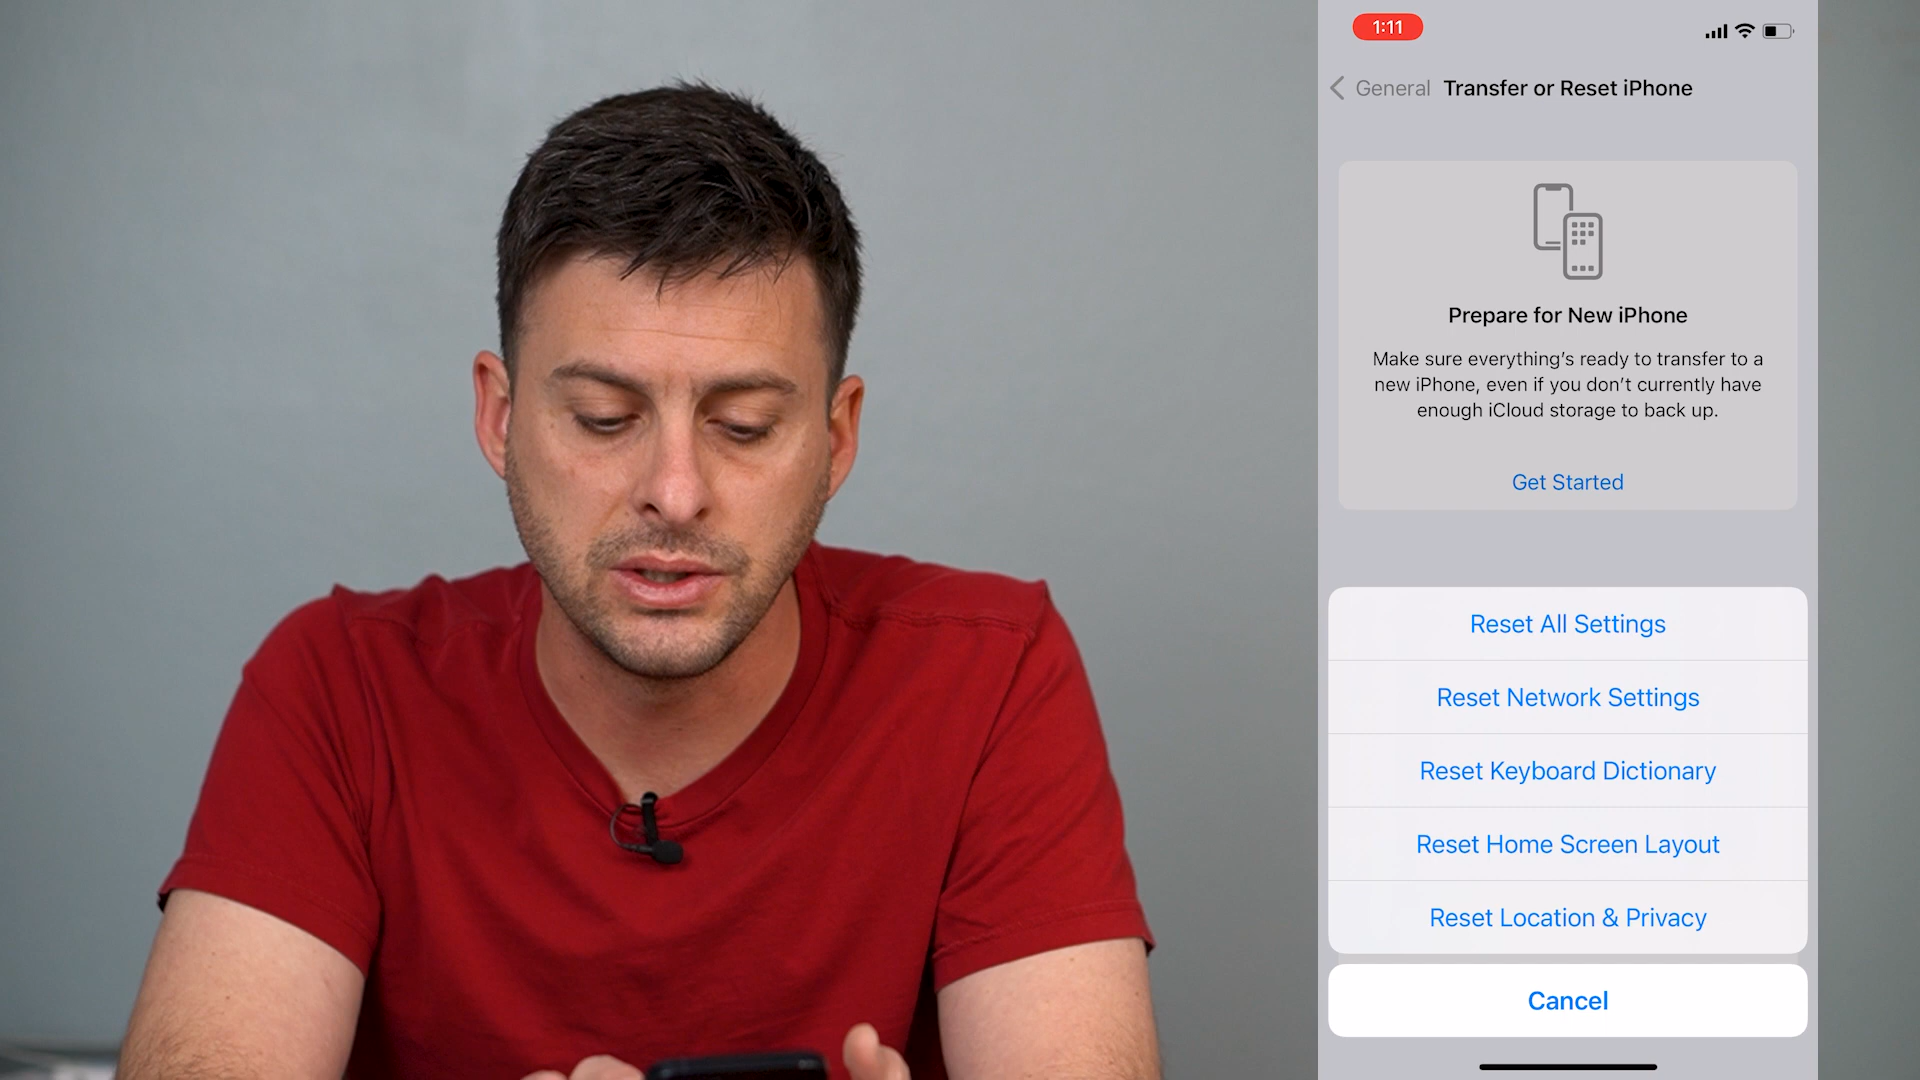 1:11
General Transfer or Reset iPhone
Prepare for New iPhone
Make sure everything's ready to transfer to a
new iPhone, even if you don't currently have
enough iCloud storage to back up.
Get Started
Reset All Settings
Reset Network Settings
Reset Keyboard Dictionary
Reset Home Screen Layout
Reset Location & Privacy
Cancel